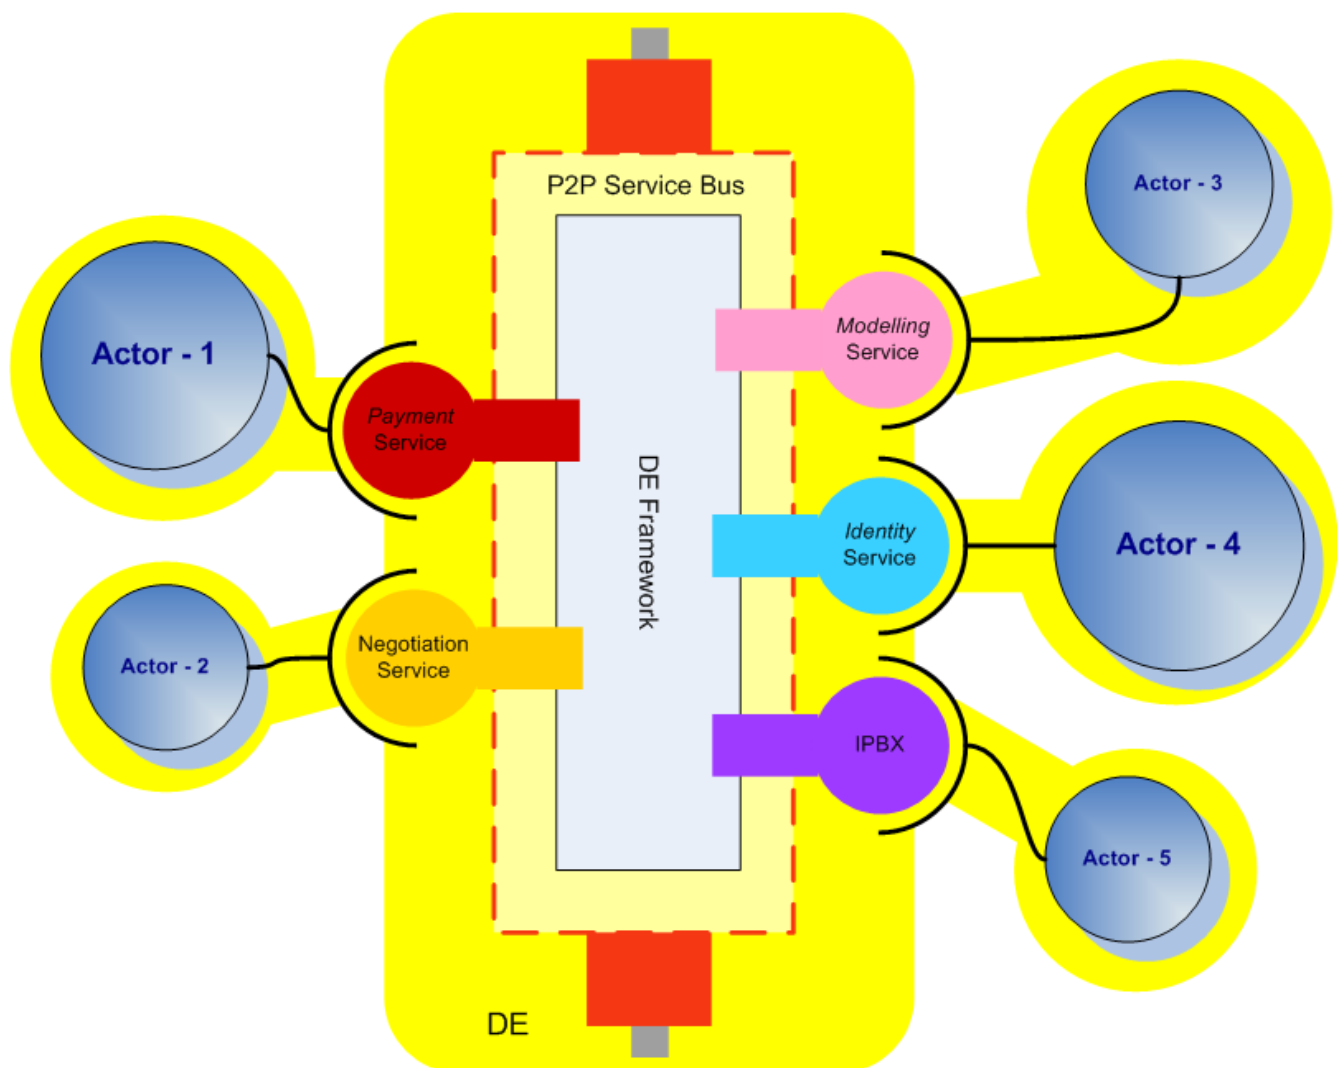 P2P Service Bus
Actor - 3
Modelling
Service
Actor - 1
Payment
Service
DE Framework
Identity
Service
Actor - 4
Negotiation
Service
Actor - 2
IPBX
Actor - 5
DE